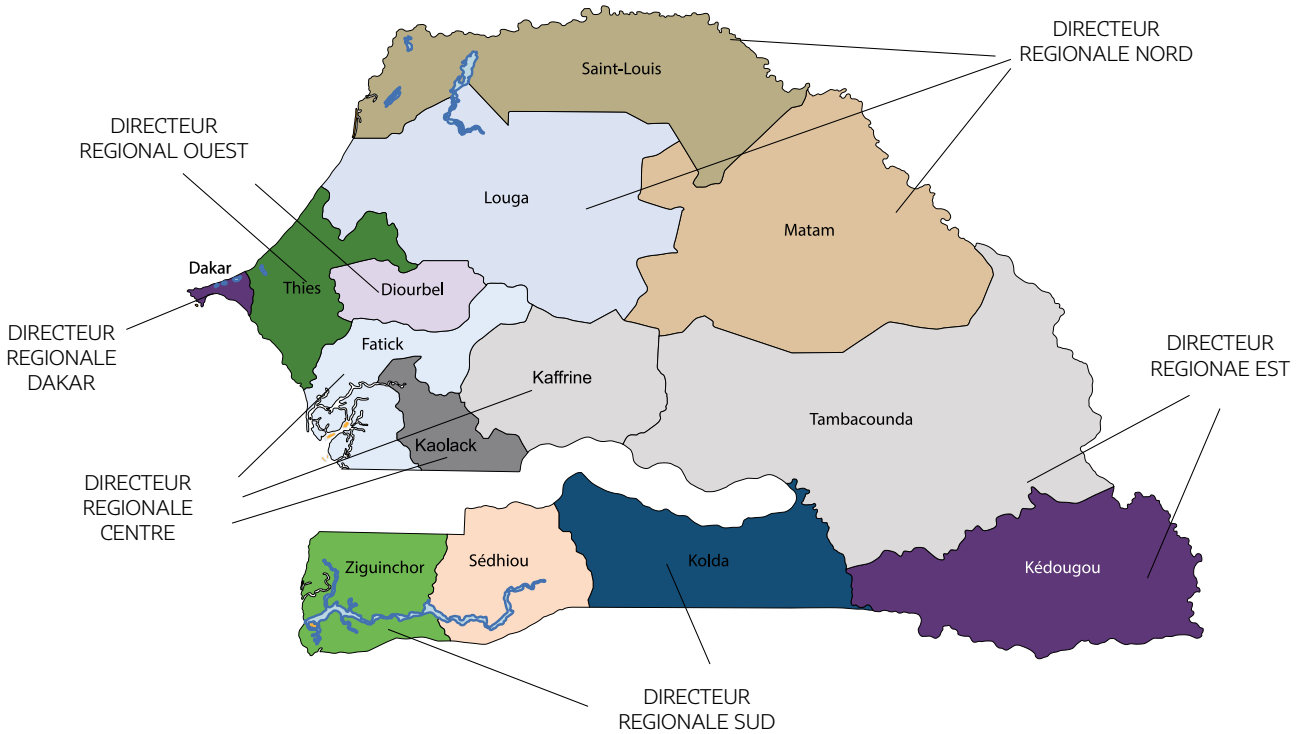 DIRECTEUR
REGIONALE NORD
Saint-Louis
DIRECTEUR
REGIONAL OUEST
Louga
Matam
Dakar
Thies
Diourbel
DIRECTEUR
REGIONALE
DAKAR
Fatick
DIRECTEUR
REGIONAE EST
Kaffrine
Tambacounda
Kaolack
DIRECTEUR
REGIONALE
CENTRE
Ziguinchor
Sédhiou
Kolda
Kédougou
DIRECTEUR
REGIONALE SUD